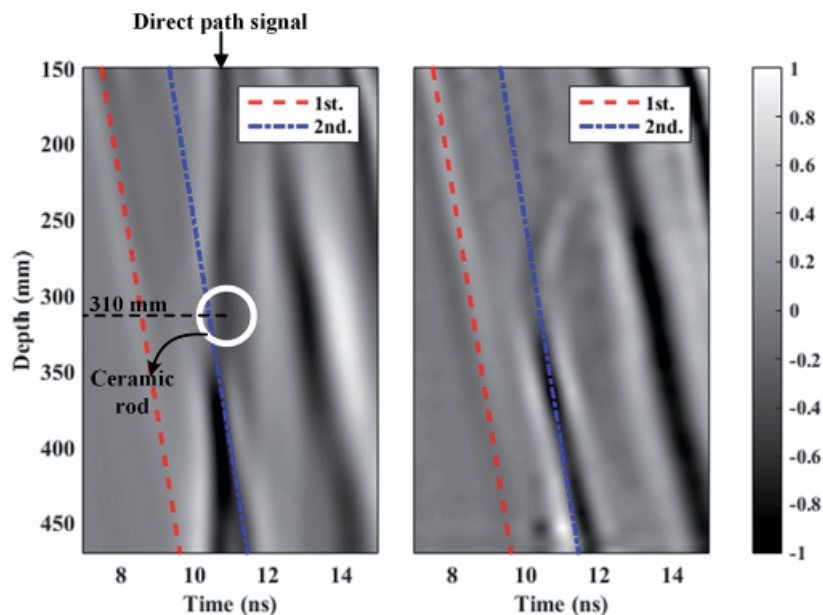 Direct path signal
150
200
250
300
350
400
450
Depth (mm)
1st.
2nd.
310 mm
Ceramic
rod
8
10
12
14
Time (ns)
1st.
2nd.
8
10
12
14
Time (ns)
1
0.8
0.6
0.4
0.2
0
-0.2
-0.4
-0.6
-0.8
-1